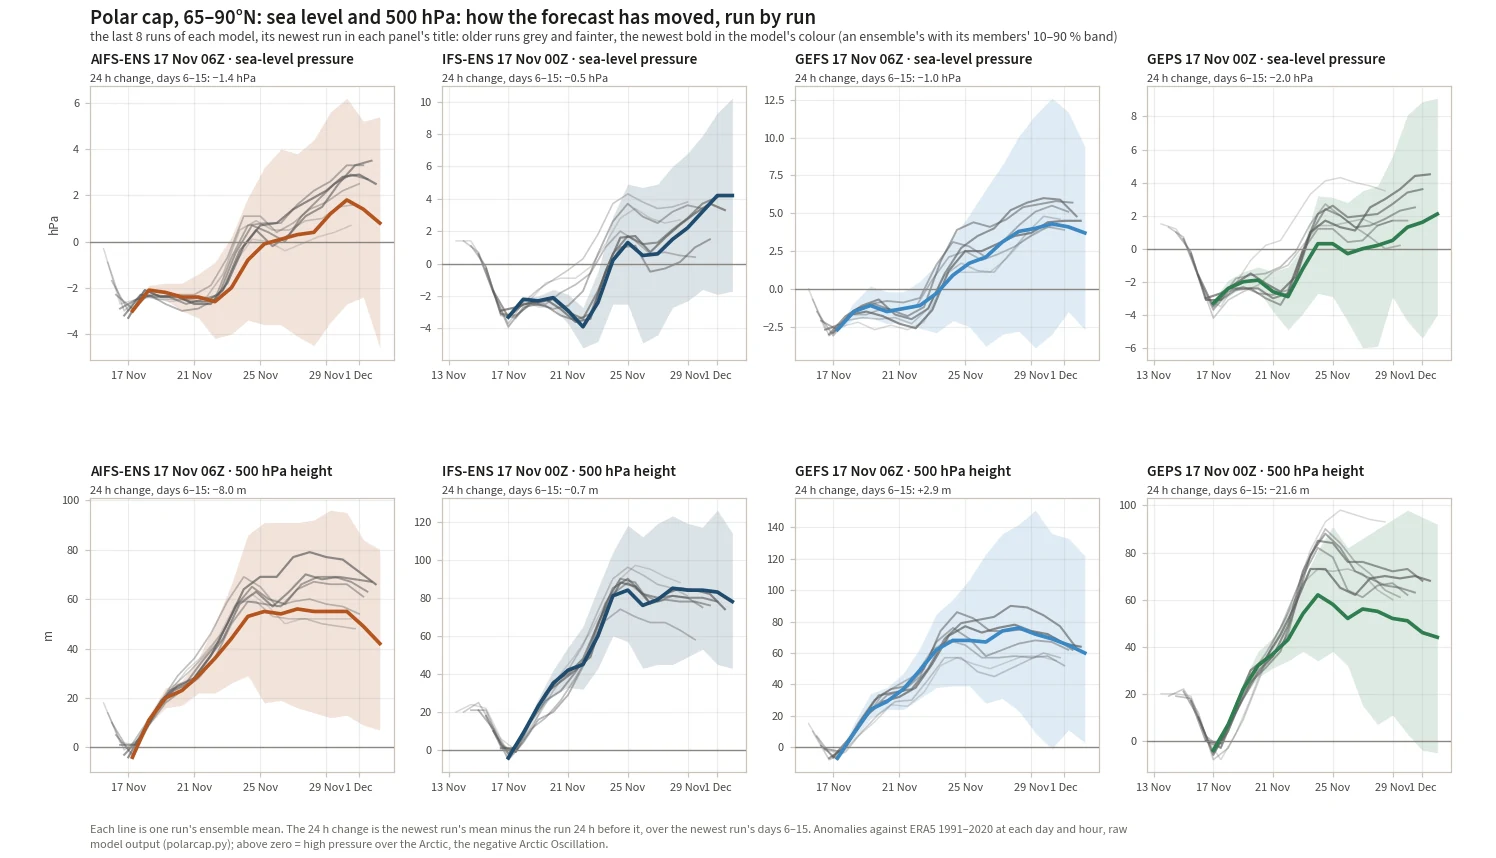 Polar cap, 65–90°N: sea level and 500 hPa: how the forecast has moved, run by run
the last 8 runs of each model, its newest run in each panel's title: older runs grey and fainter, the newest bold in the model's colour (an ensemble's with its members' 10–90 % band)
AIFS-ENS 17 Nov 06Z · sea-level pressure
24 h change, days 6–15: −1.4 hPa
6
4
2
0
−2
−4
hPa
17 Nov 21 Nov 25 Nov 29 Nov 1 Dec
IFS-ENS 17 Nov 00Z · sea-level pressure
24 h change, days 6–15: −0.5 hPa
10
8
6
4
2
0
−2
−4
13 Nov 17 Nov 21 Nov 25 Nov 29 Nov 1 Dec
GEFS 17 Nov 06Z · sea-level pressure
24 h change, days 6–15: −1.0 hPa
12.5
10.0
7.5
5.0
2.5
0.0
−2.5
17 Nov 21 Nov 25 Nov 29 Nov 1 Dec
GEPS 17 Nov 00Z · sea-level pressure
24 h change, days 6–15: −2.0 hPa
8
6
4
2
0
−2
−4
−6
13 Nov 17 Nov 21 Nov 25 Nov 29 Nov 1 Dec
AIFS-ENS 17 Nov 06Z · 500 hPa height
24 h change, days 6–15: −8.0 m
100
80
60
40
20
0
m
17 Nov 21 Nov 25 Nov 29 Nov 1 Dec
IFS-ENS 17 Nov 00Z · 500 hPa height
24 h change, days 6–15: −0.7 m
120
100
80
60
40
20
0
13 Nov 17 Nov 21 Nov 25 Nov 29 Nov 1 Dec
GEFS 17 Nov 06Z · 500 hPa height
24 h change, days 6–15: +2.9 m
140
120
100
80
60
40
20
0
17 Nov 21 Nov 25 Nov 29 Nov 1 Dec
GEPS 17 Nov 00Z · 500 hPa height
24 h change, days 6–15: −21.6 m
100
80
60
40
20
0
13 Nov 17 Nov 21 Nov 25 Nov 29 Nov 1 Dec
Each line is one run's ensemble mean. The 24 h change is the newest run's mean minus the run 24 h before it, over the newest run's days 6–15. Anomalies against ERA5 1991–2020 at each day and hour, raw
model output (polarcap.py); above zero = high pressure over the Arctic, the negative Arctic Oscillation.